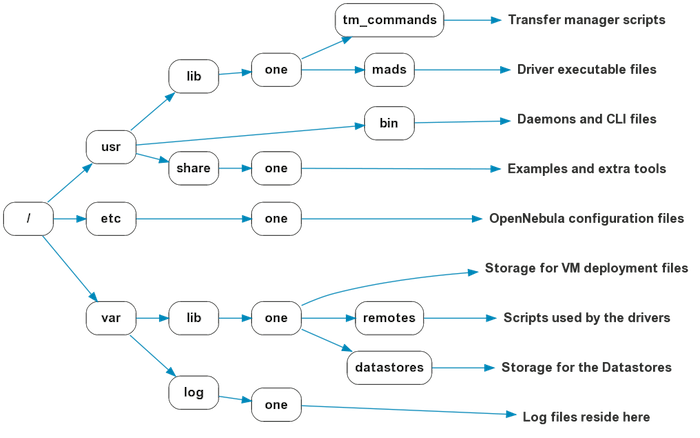 tm_commands
Transfer manager scripts
lib
one
mads
Driver executable files
usr
bin
Daemons and CLI files
share
one
Examples and extra tools
/
etc
one
OpenNebula configuration files
Storage for VM deployment files
var
lib
one
remotes
Scripts used by the drivers
datastores
Storage for the Datastores
log
one
Log files reside here